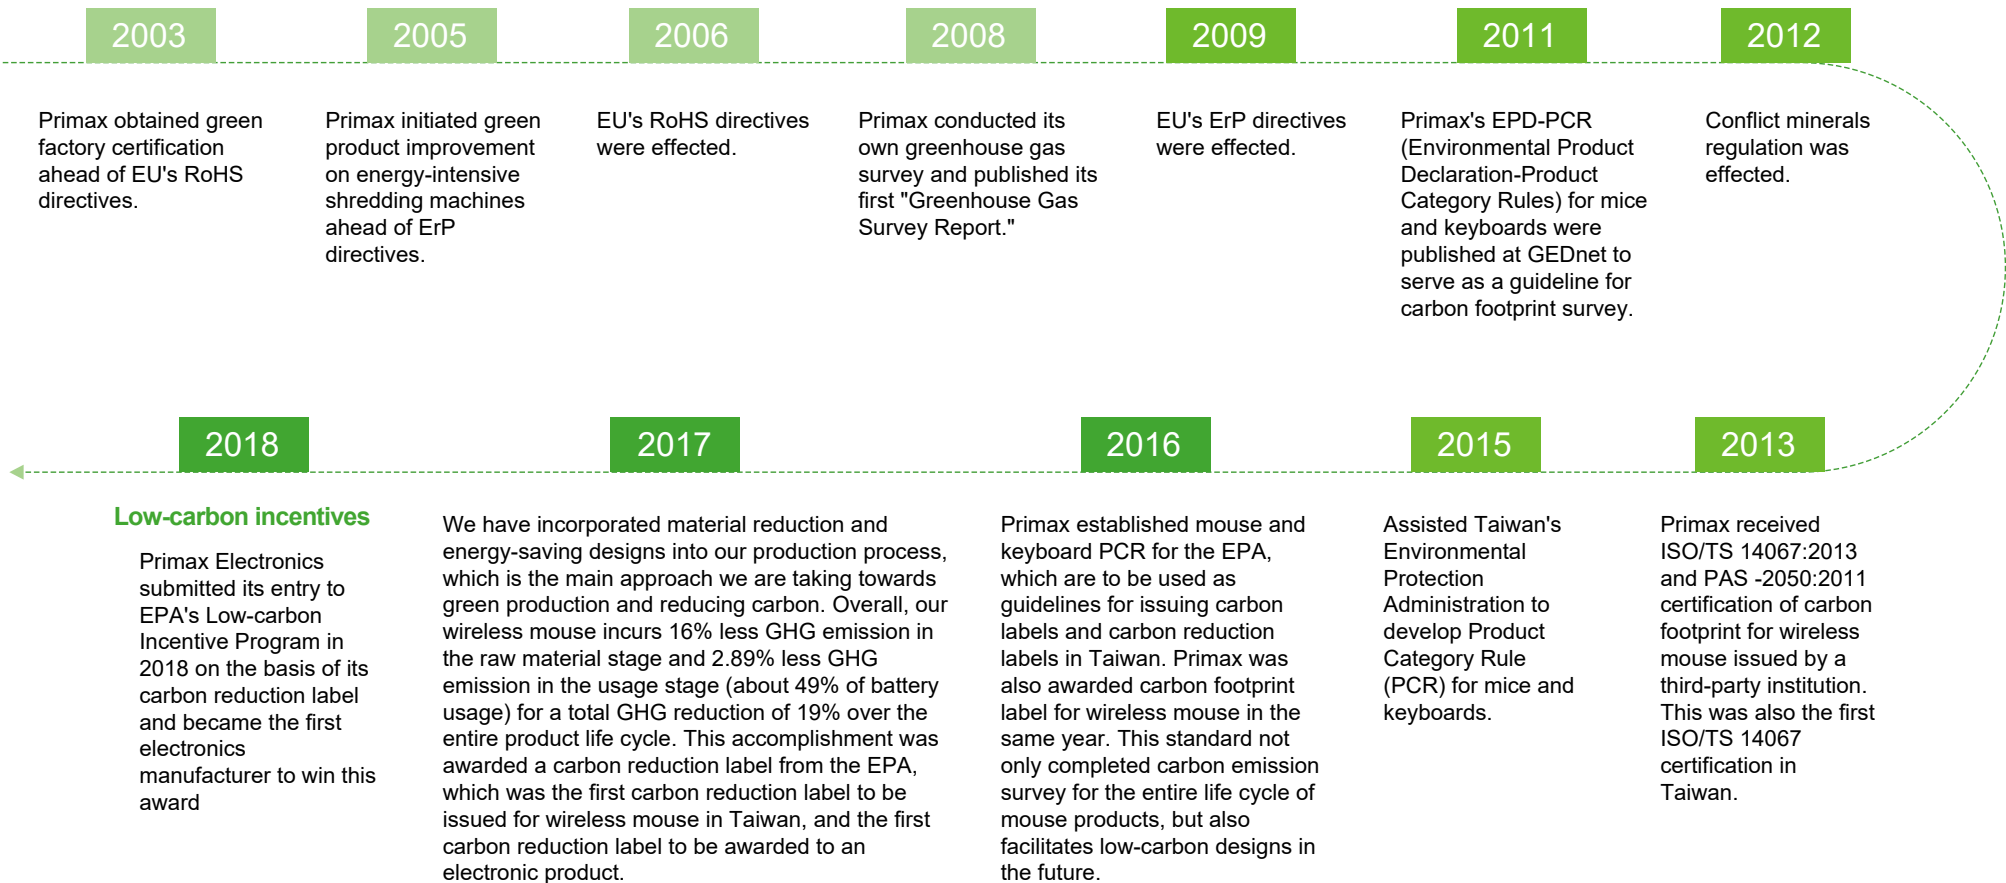 2003
Primax obtained green
factory certification
ahead of EU's RoHS
directives.
2005
Primax initiated green
product improvement
on energy-intensive
shredding machines
ahead of ErP
directives.
2006
EU's RoHS directives
were effected.
2008
Primax conducted its
own greenhouse gas
survey and published its
first "Greenhouse Gas
Survey Report."
2009
EU's ErP directives
were effected.
2011
Primax's EPD-PCR
(Environmental Product
Declaration-Product
Category Rules) for mice
and keyboards were
published at GEDnet to
serve as a guideline for
carbon footprint survey.
2012
Conflict minerals
regulation was
effected.
2013
Primax received
ISO/TS 14067:2013
and PAS -2050:2011
certification of carbon
footprint for wireless
mouse issued by a
third-party institution.
This was also the first
ISO/TS 14067
certification in
Taiwan.
2015
Assisted Taiwan's
Environmental
Protection
Administration to
develop Product
Category Rule
(PCR) for mice and
keyboards.
2016
Primax established mouse and
keyboard PCR for the EPA,
which are to be used as
guidelines for issuing carbon
labels and carbon reduction
labels in Taiwan. Primax was
also awarded carbon footprint
label for wireless mouse in the
same year. This standard not
only completed carbon emission
survey for the entire life cycle of
mouse products, but also
facilitates low-carbon designs in
the future.
2017
We have incorporated material reduction and
energy-saving designs into our production process,
which is the main approach we are taking towards
green production and reducing carbon. Overall, our
wireless mouse incurs 16% less GHG emission in
the raw material stage and 2.89% less GHG
emission in the usage stage (about 49% of battery
usage) for a total GHG reduction of 19% over the
entire product life cycle. This accomplishment was
awarded a carbon reduction label from the EPA,
which was the first carbon reduction label to be
issued for wireless mouse in Taiwan, and the first
carbon reduction label to be awarded to an
electronic product.
2018
Low-carbon incentives
Primax Electronics
submitted its entry to
EPA's Low-carbon
Incentive Program in
2018 on the basis of its
carbon reduction label
and became the first
electronics
manufacturer to win this
award